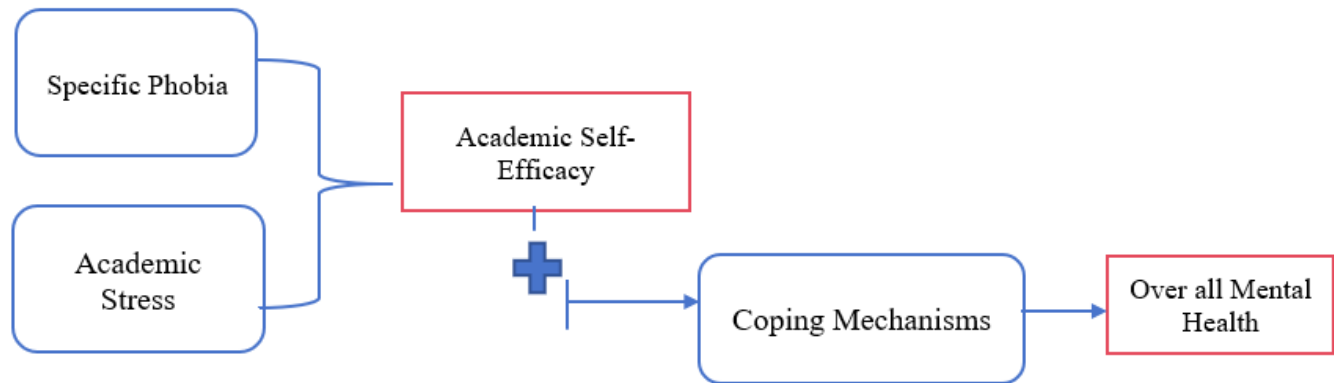 Specific Phobia
Academic Self-
Efficacy
Academic
Stress
Coping Mechanisms
Over all Mental
Health